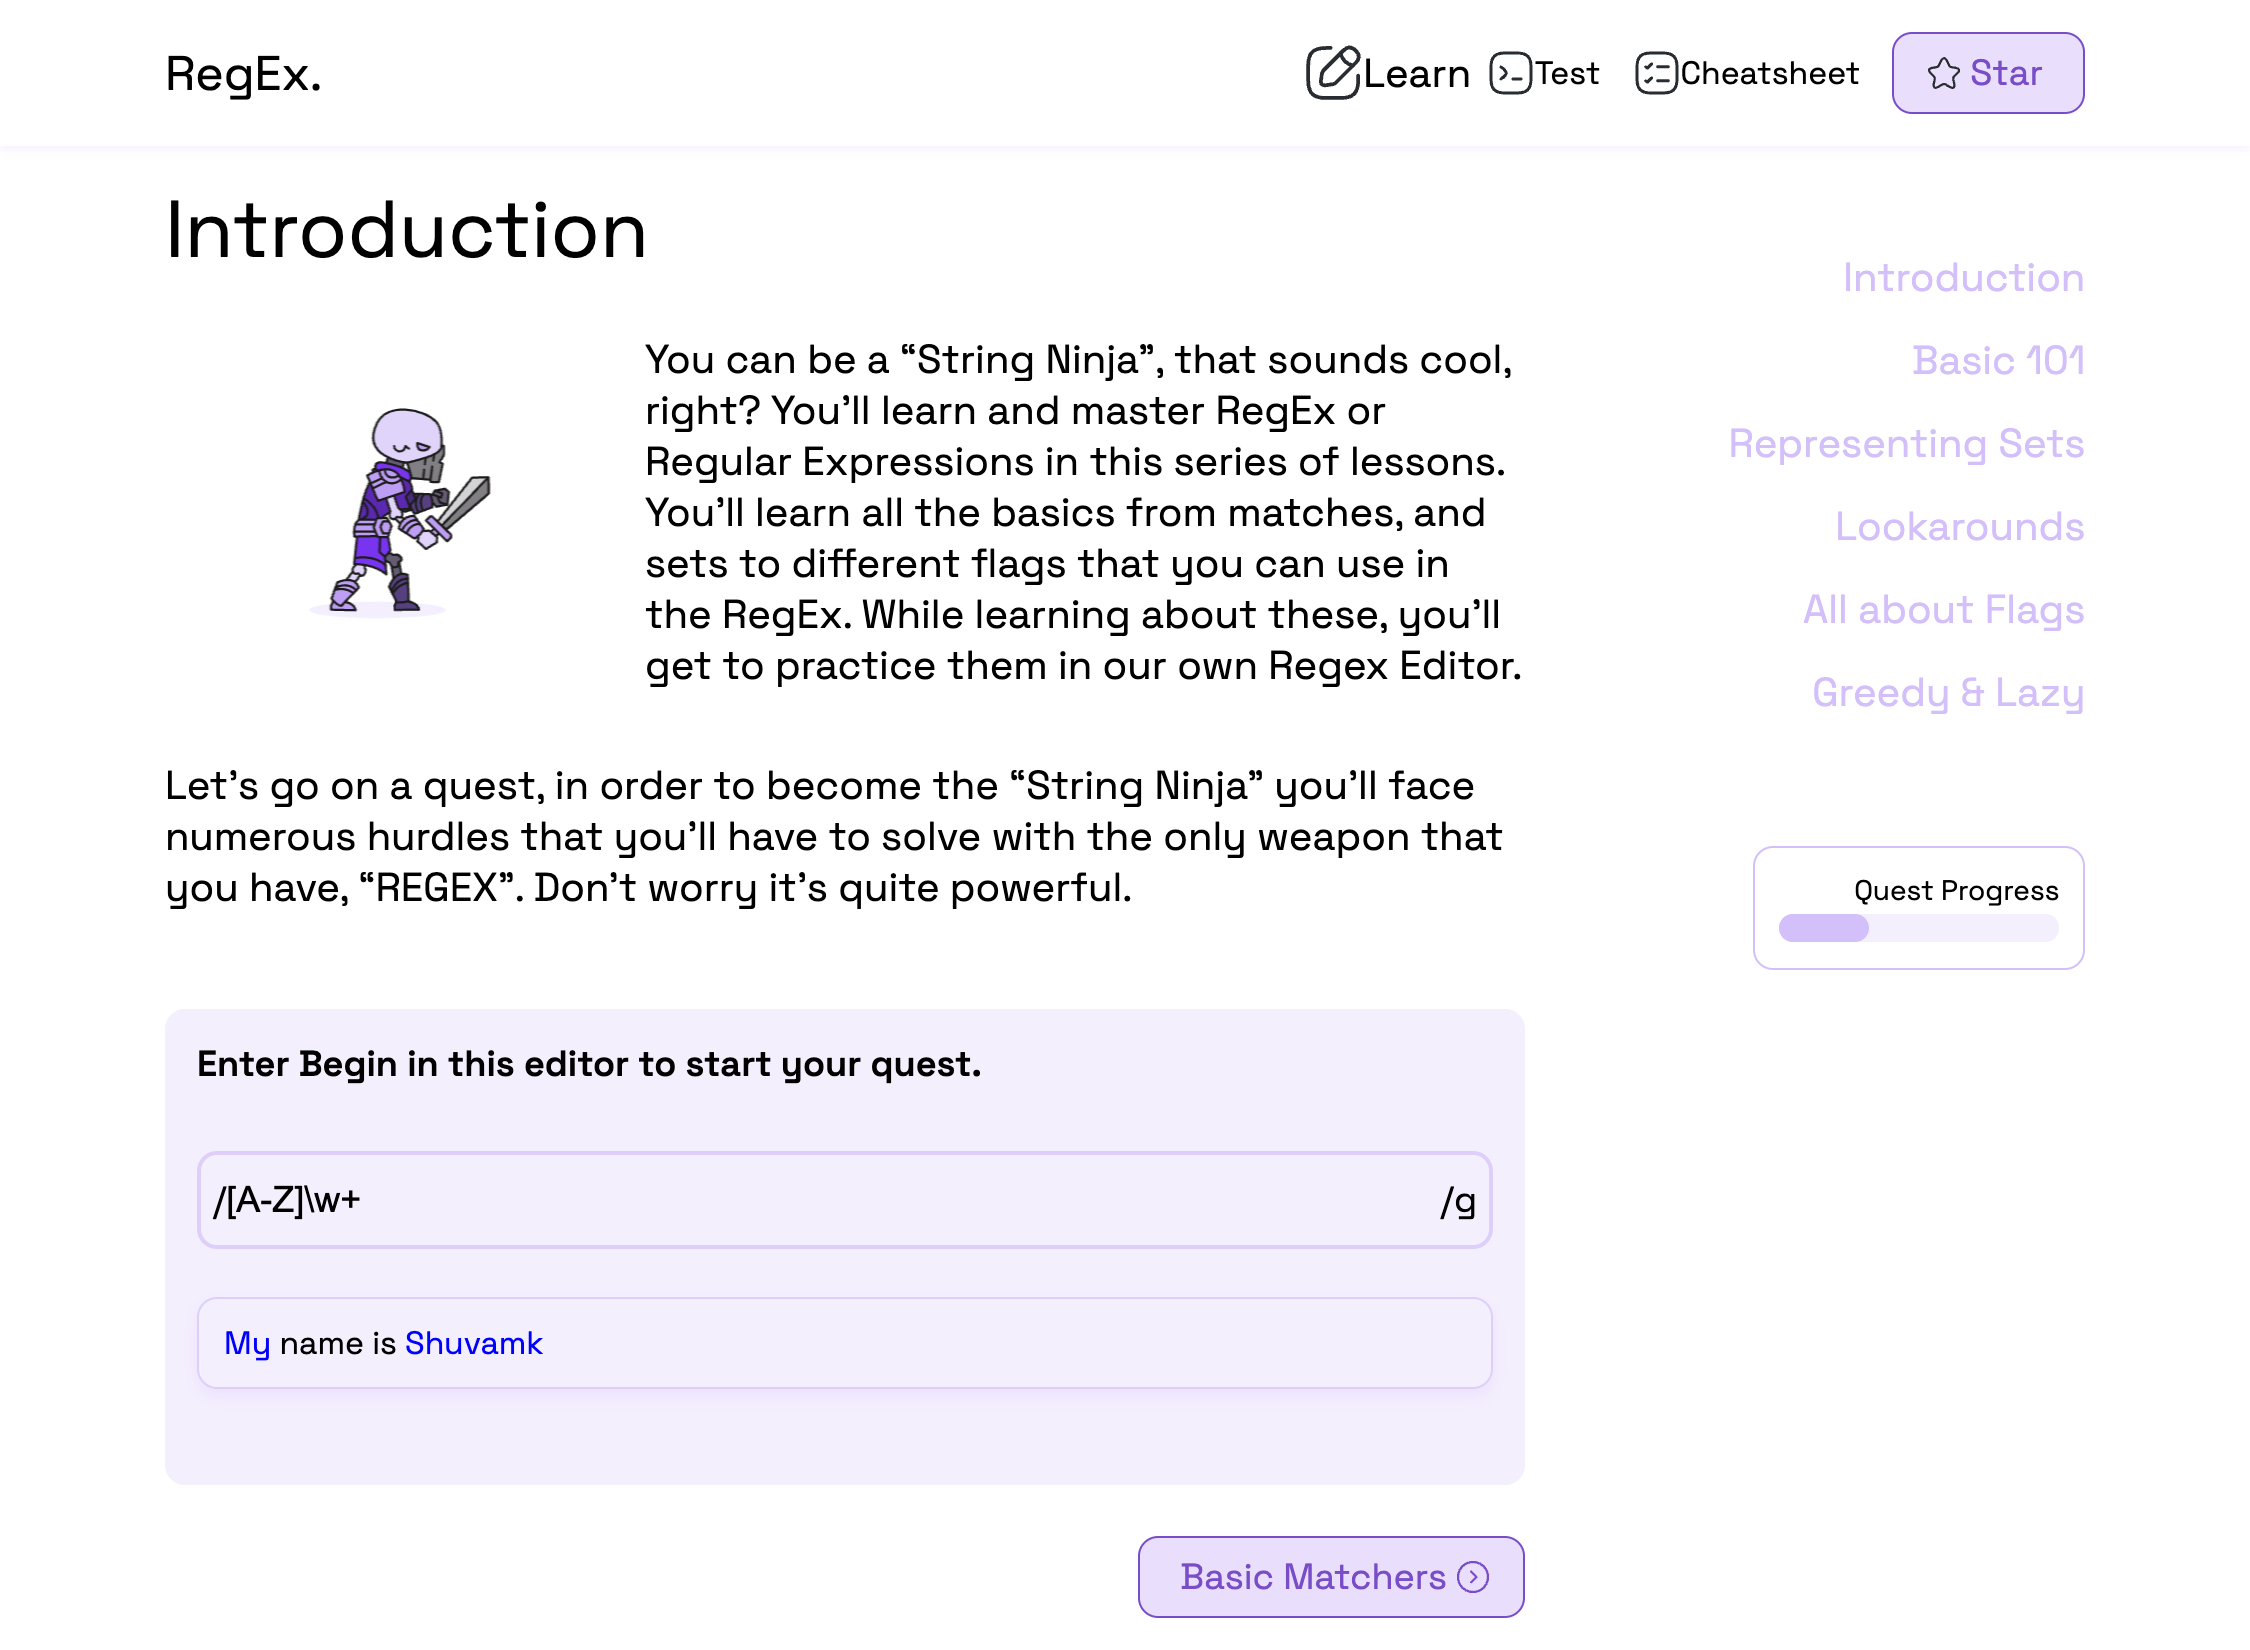 RegEx.
Learn
Test
Cheatsheet
Star
Introduction
You can be a “String Ninja”, that sounds cool,
right? You’ll learn and master RegEx or
Regular Expressions in this series of lessons.
You’ll learn all the basics from matches, and
sets to different flags that you can use in
the RegEx. While learning about these, you’ll
get to practice them in our own Regex Editor.
Let’s go on a quest, in order to become the “String Ninja” you’ll face
numerous hurdles that you’ll have to solve with the only weapon that
you have, “REGEX”. Don’t worry it’s quite powerful.
Enter Begin in this editor to start your quest.
/[A-Z]\w+ /g
My name is Shuvamk
Basic Matchers
Introduction
Basic 101
Representing Sets
Lookarounds
All about Flags
Greedy & Lazy
Quest Progress